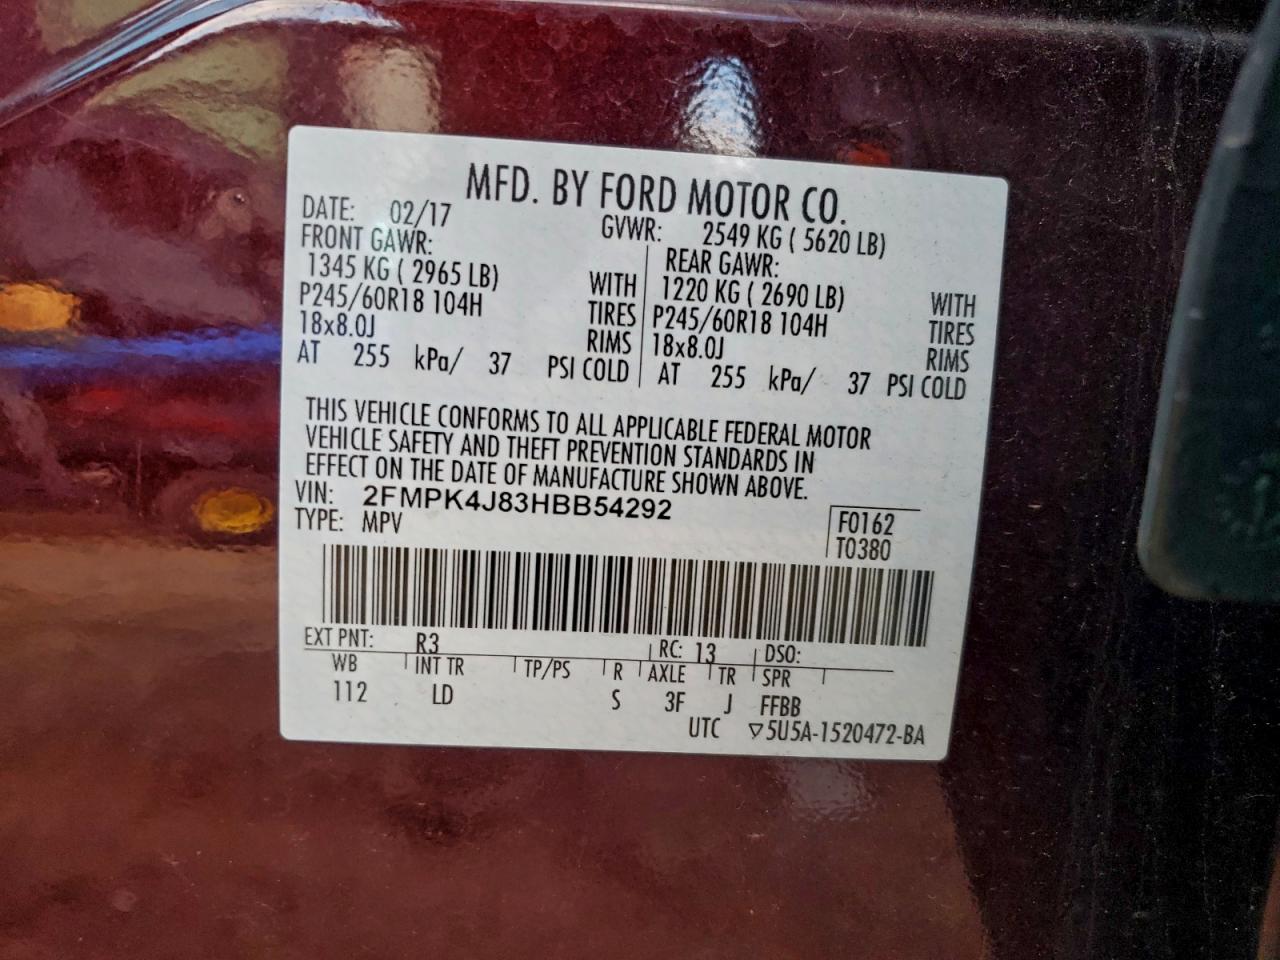 MFD. BY FORD MOTOR CO.
DATE: 02/17 GVWR: 2549 KG ( 5620 LB)
FRONT GAWR: REAR GAWR:
1345 KG ( 2965 LB) WITH 1220 KG ( 2690 LB) WITH
P245/60R18 104H TIRES P245/60R18 104H TIRES
18x8.0J RIMS 18x8.0J RIMS
AT 255 kPa/ 37 PSI COLD AT 255 kPa/ 37 PSI COLD
THIS VEHICLE CONFORMS TO ALL APPLICABLE FEDERAL MOTOR
VEHICLE SAFETY AND THEFT PREVENTION STANDARDS IN
EFFECT ON THE DATE OF MANUFACTURE SHOWN ABOVE.
VIN: 2FMPK4J83HBB54292
TYPE: MPV F0162
T0380
EXT PNT: R3 RC: 13 DSO:
WB INT TR TP/PS R AXLE TR SPR
112 LD S 3F J FFBB
UTC ▽5U5A-1520472-BA